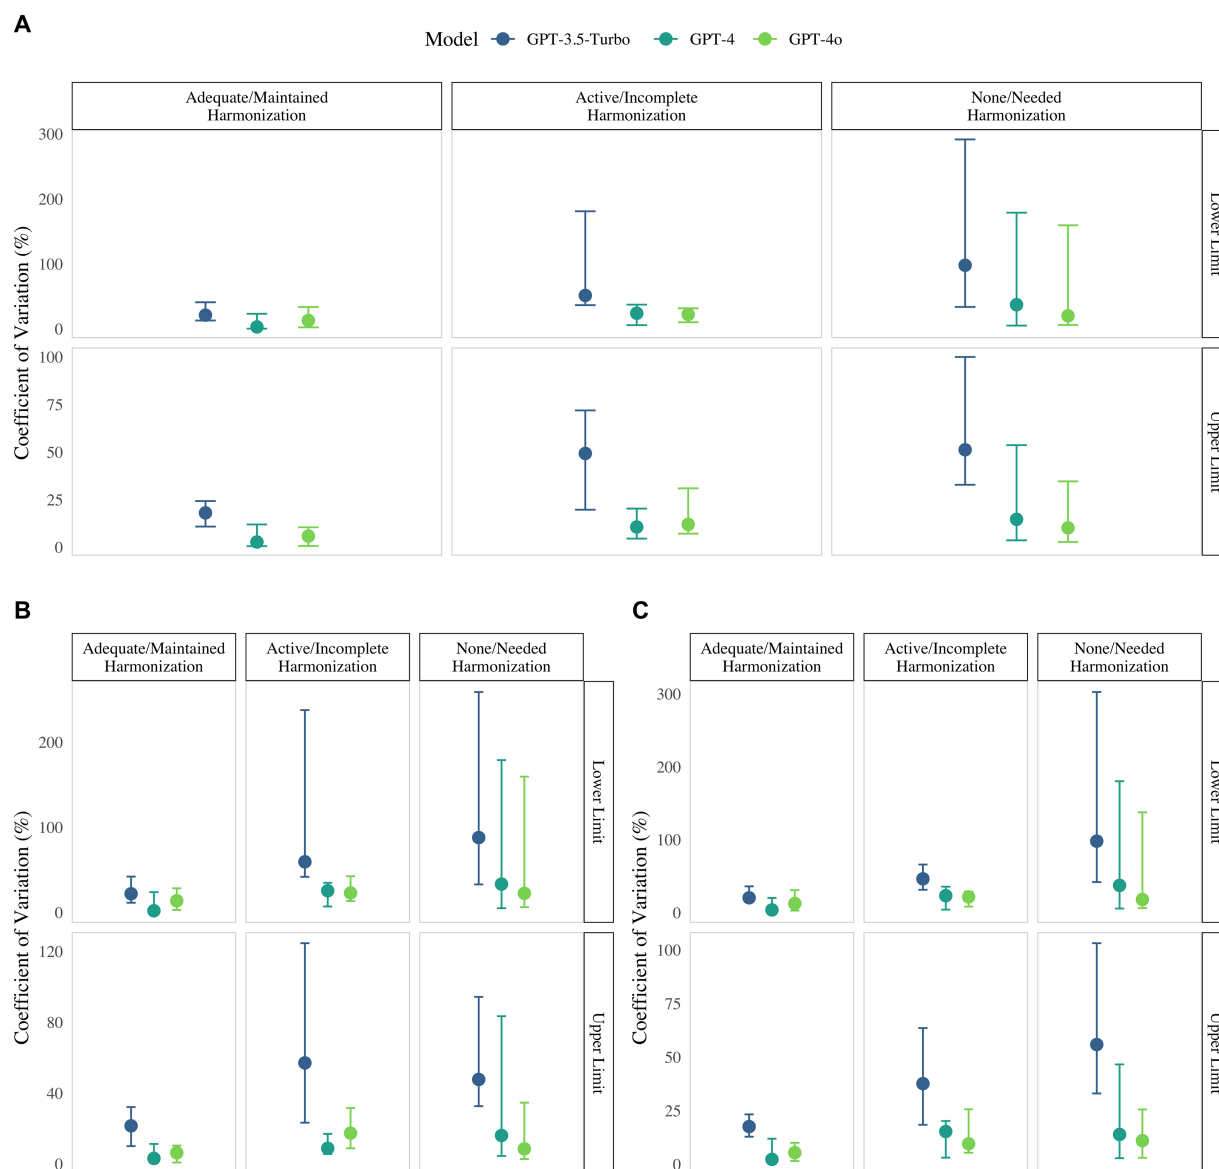 A
Model GPT-3.5-Turbo GPT-4 GPT-4o
Adequate/Maintained
Harmonization
Active/Incomplete
Harmonization
None/Needed
Harmonization
Coefficient of Variation (%)
300
200
100
0
Lower Limit
100
75
50
25
0
Upper Limit
B
Adequate/Maintained
Harmonization
Active/Incomplete
Harmonization
None/Needed
Harmonization
Coefficient of Variation (%)
200
100
0
Lower Limit
120
80
40
0
Upper Limit
C
Adequate/Maintained
Harmonization
Active/Incomplete
Harmonization
None/Needed
Harmonization
Coefficient of Variation (%)
300
200
100
0
Lower Limit
100
75
50
25
0
Upper Limit